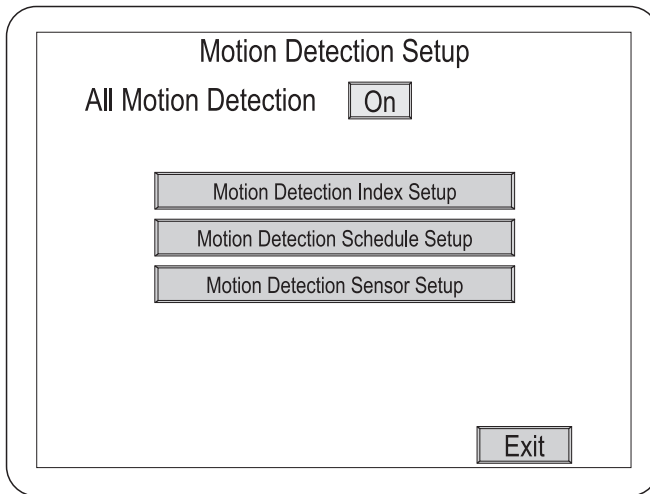 Motion Detection Setup
All Motion Detection On
Motion Detection Index Setup
Motion Detection Schedule Setup
Motion Detection Sensor Setup
Exit